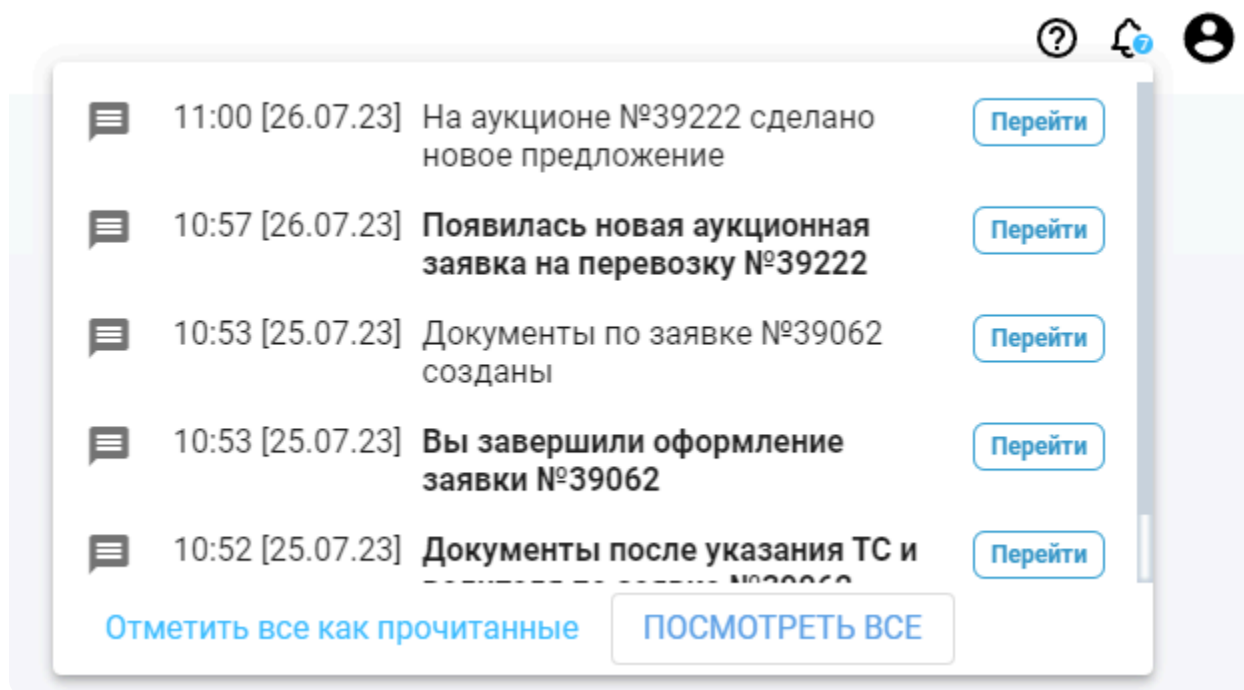 7
11:00 [26.07.23] На аукционе №39222 сделано Перейти
новое предложение
10:57 [26.07.23] Появилась новая аукционная Перейти
заявка на перевозку №39222
10:53 [25.07.23] Документы по заявке №39062 Перейти
созданы
10:53 [25.07.23] Вы завершили оформление Перейти
заявки №39062
10:52 [25.07.23] Документы после указания ТС и Перейти
Отметить все как прочитанные ПОСМОТРЕТЬ ВСЕ